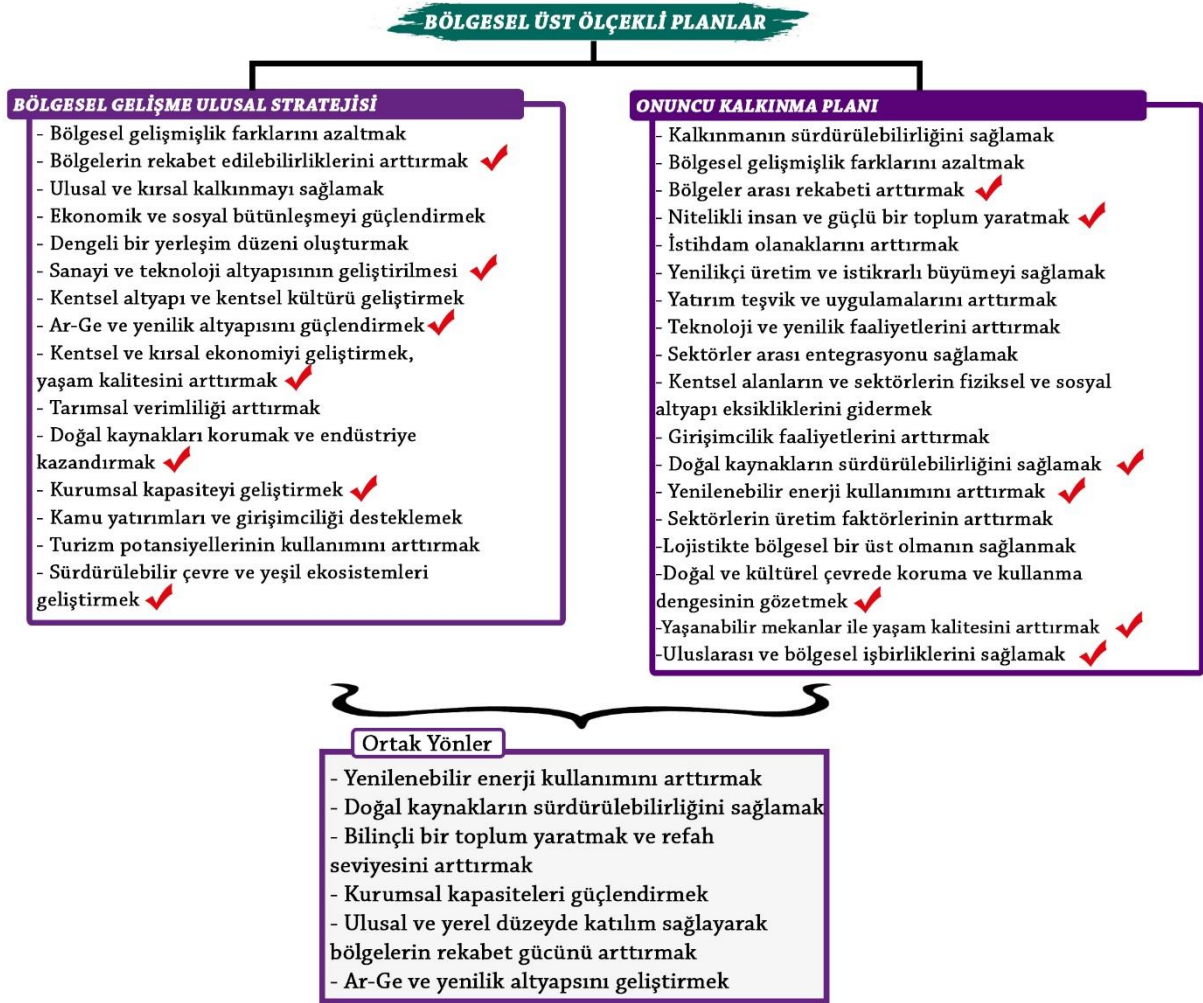 BÖLGESEL ÜST ÖLÇEKLİ PLANLAR
BÖLGESEL GELİŞME ULUSAL STRATEJİSİ
- Bölgesel gelişmişlik farklarını azaltmak
- Bölgelerin rekabet edilebilirliklerini arttırmak
- Ulusal ve kırsal kalkınmayı sağlamak
- Ekonomik ve sosyal bütünleşmeyi güçlendirmek
- Dengeli bir yerleşim düzeni oluşturmak
- Sanayi ve teknoloji altyapısının geliştirilmesi
- Kentsel altyapı ve kentsel kültürü geliştirmek
- Ar-Ge ve yenilik altyapısını güçlendirmek
- Kentsel ve kırsal ekonomiyi geliştirmek,
yaşam kalitesini arttırmak
- Tarımsal verimliliği arttırmak
- Doğal kaynakları korumak ve endüstriye
kazandırmak
- Kurumsal kapasiteyi geliştirmek
- Kamu yatırımları ve girişimciliği desteklemek
- Turizm potansiyellerinin kullanımını arttırmak
- Sürdürülebilir çevre ve yeşil ekosistemleri
geliştirmek
ONUNCU KALKINMA PLANI
- Kalkınmanın sürdürülebilirliğini sağlamak
- Bölgesel gelişmişlik farklarını azaltmak
- Bölgeler arası rekabeti arttırmak
- Nitelikli insan ve güçlü bir toplum yaratmak
- İstihdam olanaklarını arttırmak
- Yenilikçi üretim ve istikrarlı büyümeyi sağlamak
- Yatırım teşvik ve uygulamalarını arttırmak
- Teknoloji ve yenilik faaliyetlerini arttırmak
- Sektörler arası entegrasyonu sağlamak
- Kentsel alanların ve sektörlerin fiziksel ve sosyal
altyapı eksikliklerini gidermek
- Girişimcilik faaliyetlerini arttırmak
- Doğal kaynakların sürdürülebilirliğini sağlamak
- Yenilenebilir enerji kullanımını arttırmak
- Sektörlerin üretim faktörlerinin arttırmak
-Lojistikte bölgesel bir üst olmanın sağlanmak
-Doğal ve kültürel çevrede koruma ve kullanma
dengesinin gözetmek
-Yaşanabilir mekanlar ile yaşam kalitesini arttırmak
-Uluslarası ve bölgesel işbirliklerini sağlamak
Ortak Yönler
- Yenilenebilir enerji kullanımını arttırmak
- Doğal kaynakların sürdürülebilirliğini sağlamak
- Bilinçli bir toplum yaratmak ve refah
seviyesini arttırmak
- Kurumsal kapasiteleri güçlendirmek
- Ulusal ve yerel düzeyde katılım sağlayarak
bölgelerin rekabet gücünü arttırmak
- Ar-Ge ve yenilik altyapsını geliştirmek